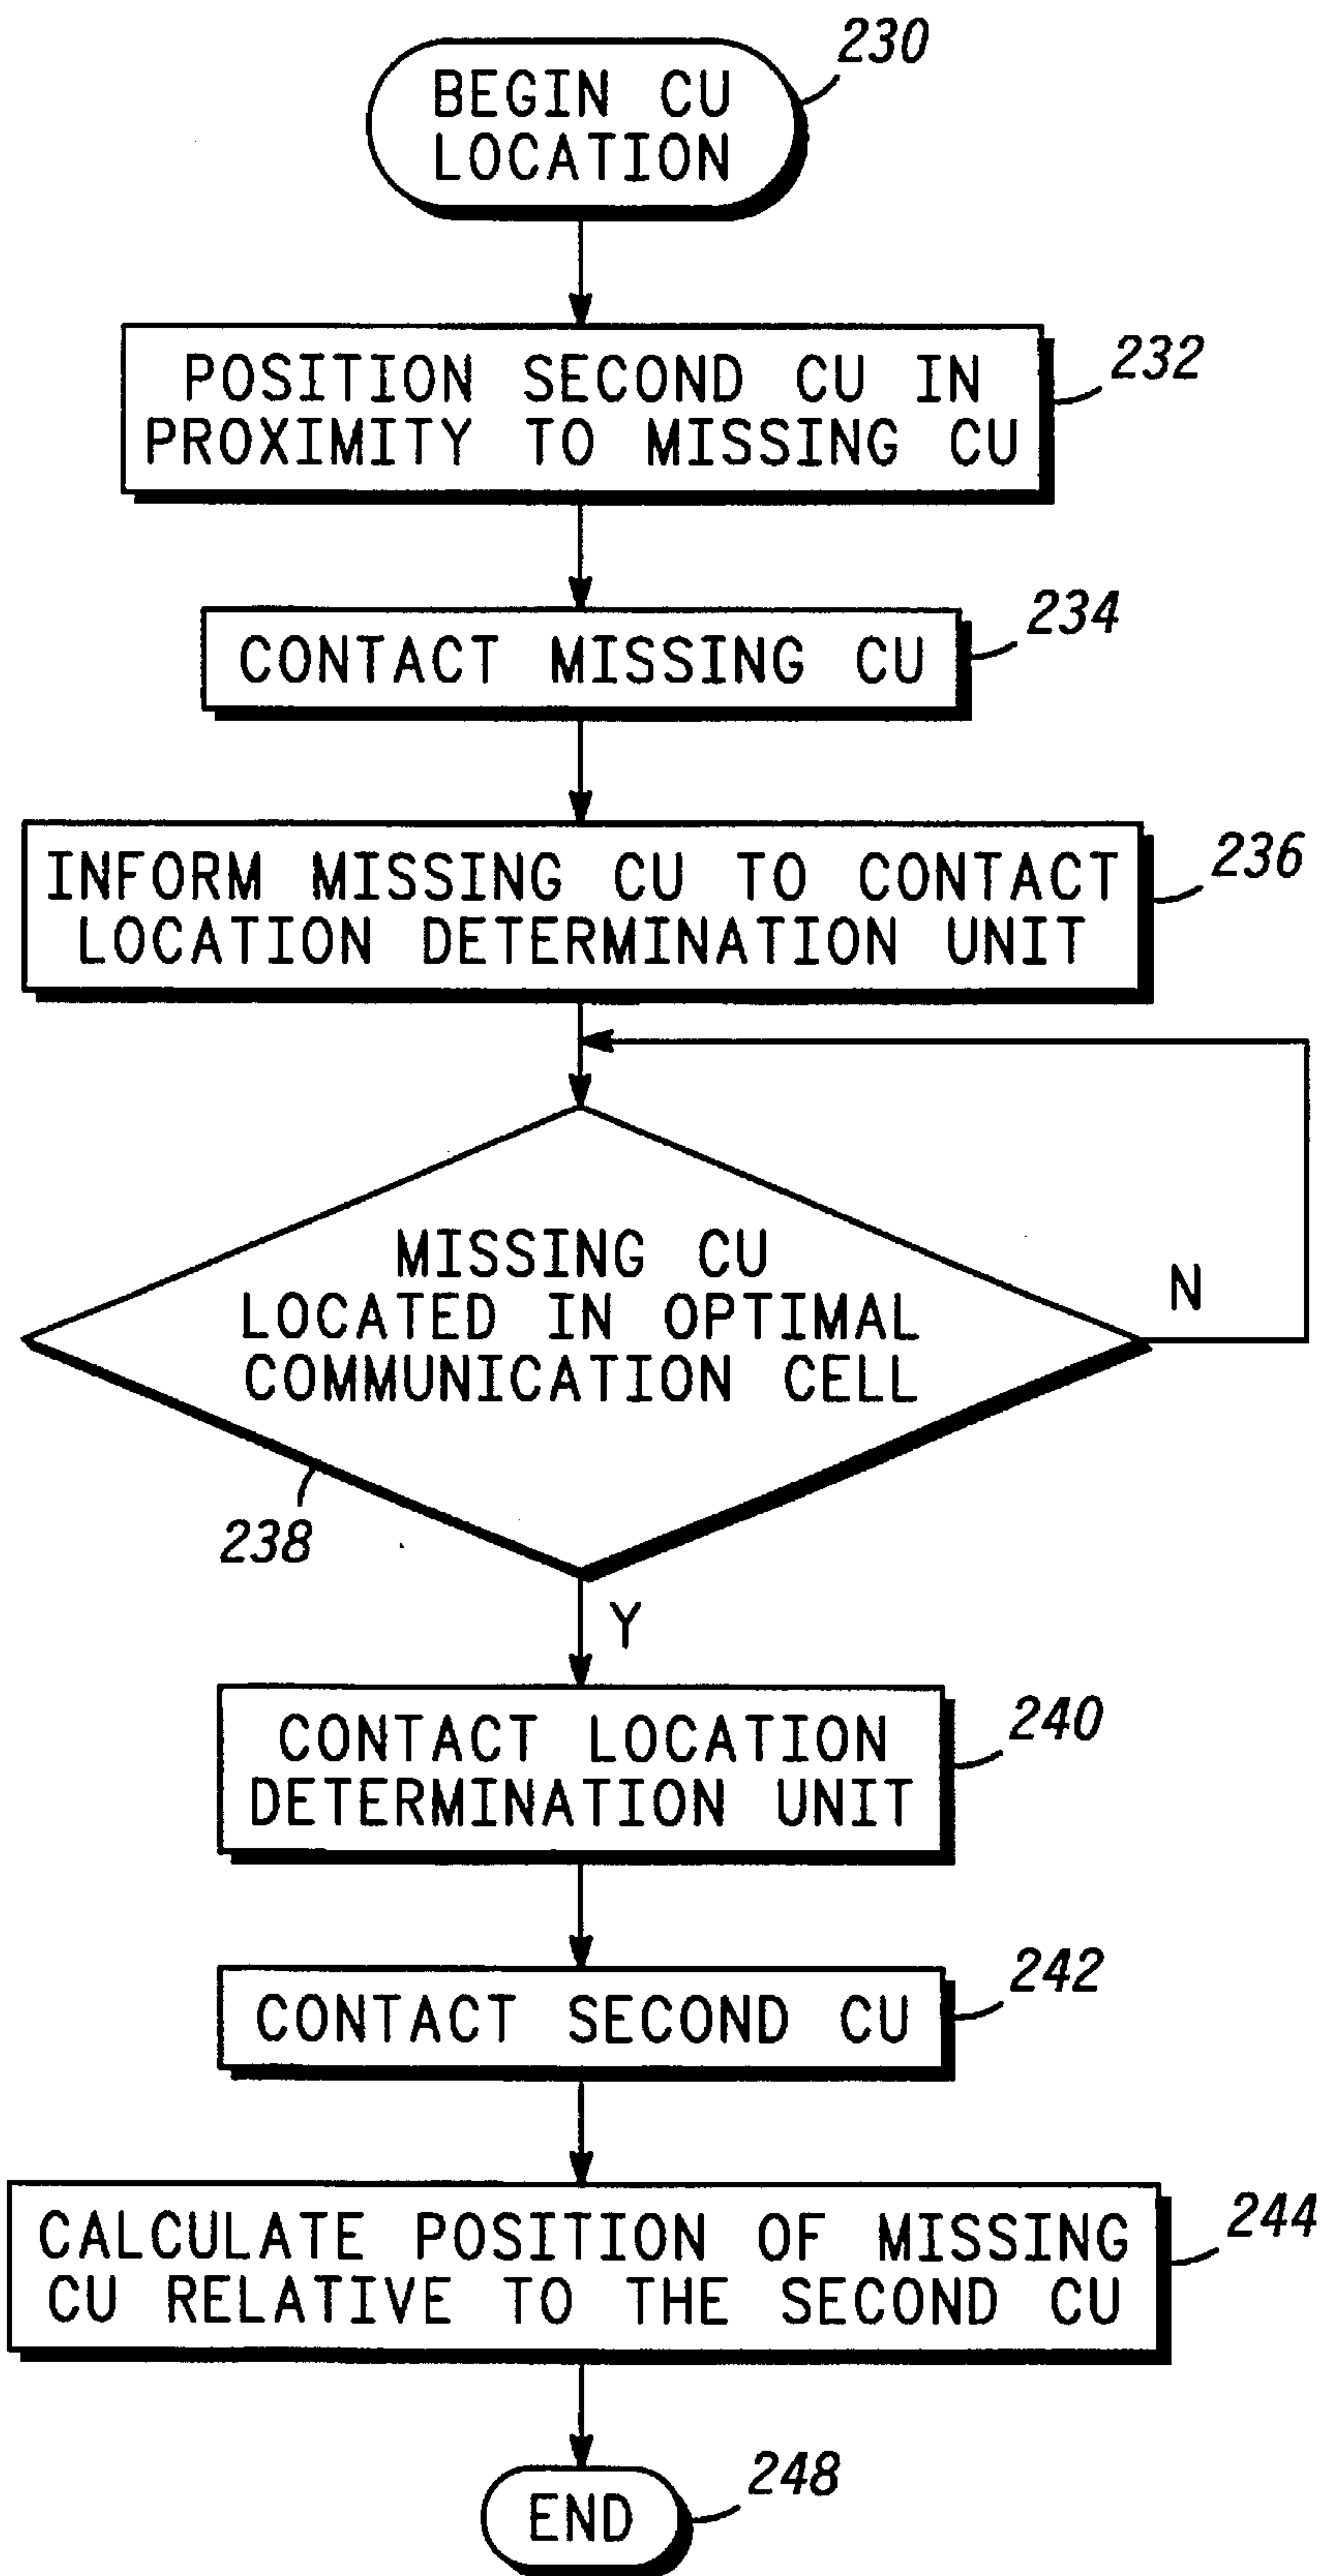 BEGIN CU
LOCATION
230
POSITION SECOND CU IN
PROXIMITY TO MISSING CU
232
CONTACT MISSING CU
234
INFORM MISSING CU TO CONTACT
LOCATION DETERMINATION UNIT
236
MISSING CU
LOCATED IN OPTIMAL
COMMUNICATION CELL
N
238
Y
CONTACT LOCATION
DETERMINATION UNIT
240
CONTACT SECOND CU
242
CALCULATE POSITION OF MISSING
CU RELATIVE TO THE SECOND CU
244
END
248